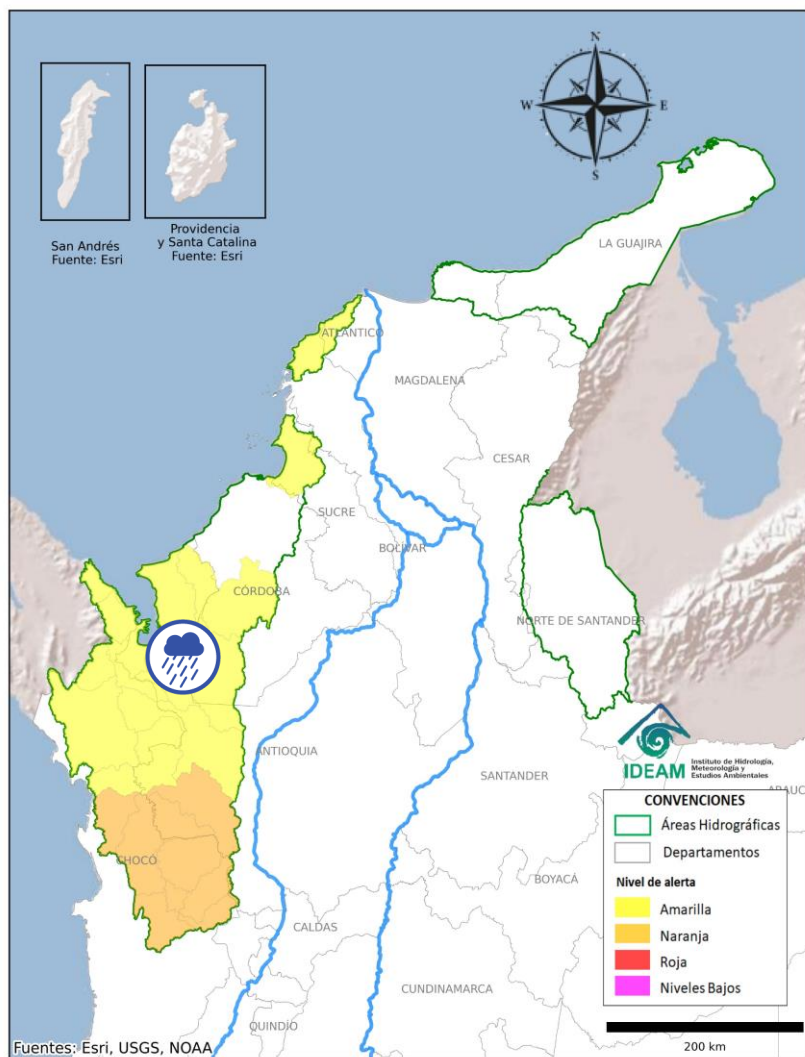 N
W
E
S
San Andrés
Fuente: Esri
Providencia
y Santa Catalina
Fuente: Esri
LA GUAJIRA
ATLÁNTICO
MAGDALENA
CESAR
SUCRE
BOLÍVAR
CÓRDOBA
NORTE DE SANTANDER
ANTIOQUIA
SANTANDER
IDEAM
Instituto de Hidrología,
Meteorología y
Estudios Ambientales
ARAUC
CHOCÓ
BOYACÁ
CALDAS
CUNDINAMARCA
QUINDÍO
CONVENCIONES
Áreas Hidrográficas
Departamentos
Nivel de alerta
Amarilla
Naranja
Roja
Niveles Bajos
Fuentes: Esri, USGS, NOAA
200 km